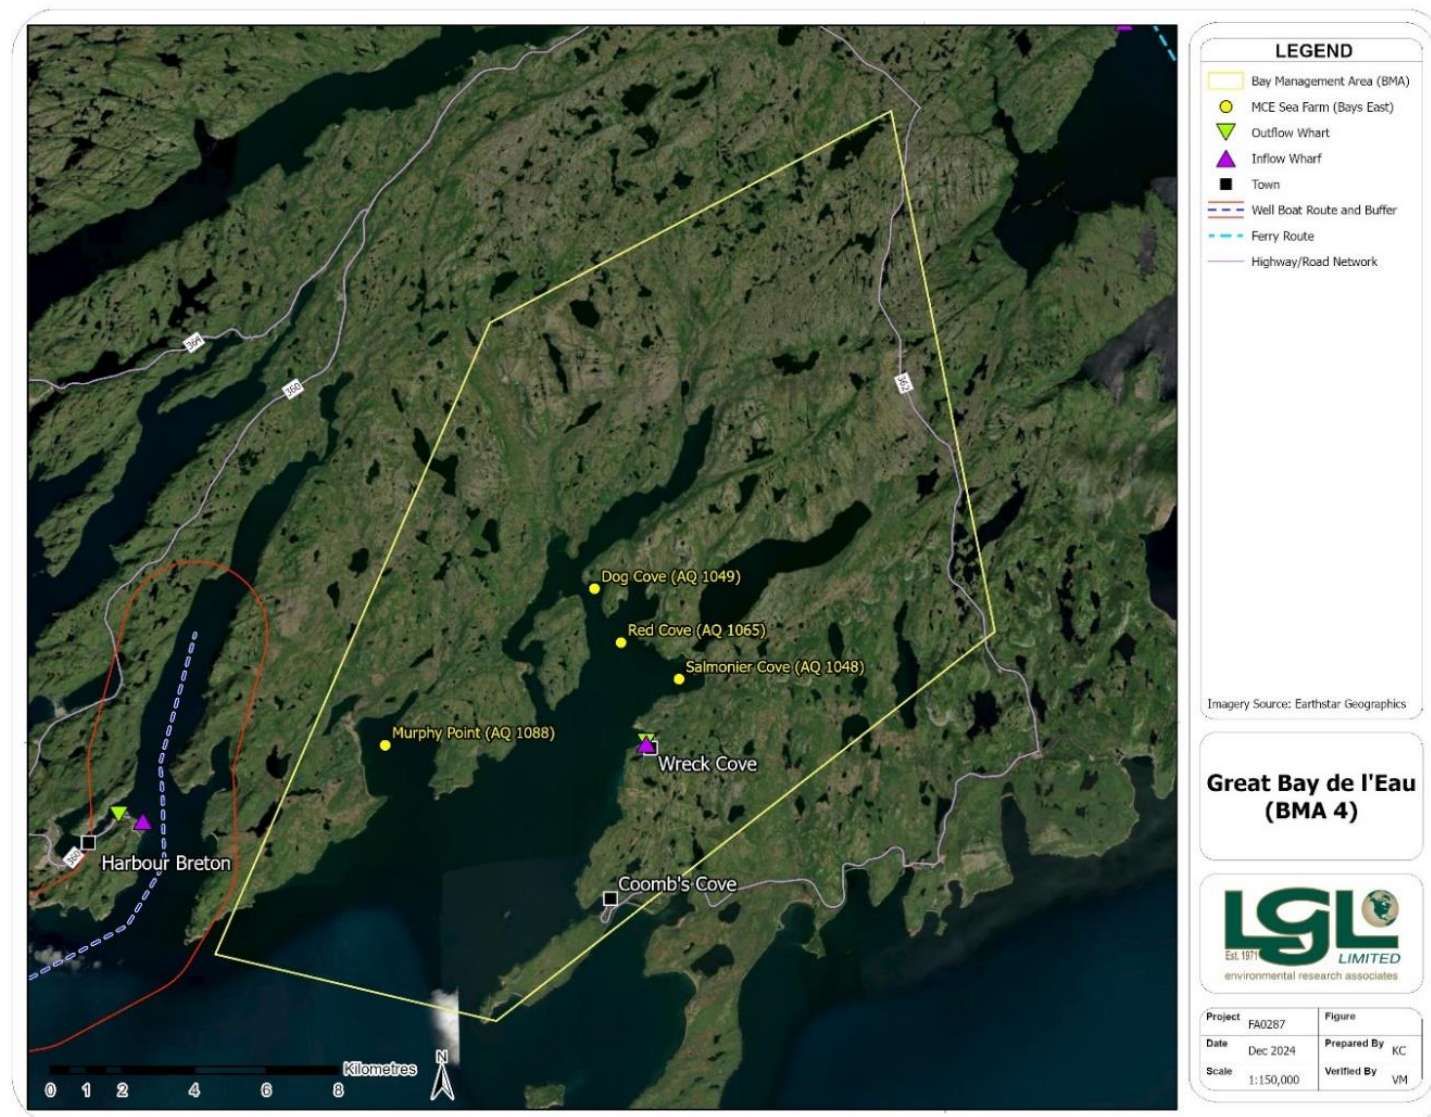 LEGEND
Bay Management Area (BMA)
MCE Sea Farm (Bays East)
Outflow Whart
Inflow Wharf
Town
Well Boat Route and Buffer
Ferry Route
Highway/Road Network
Imagery Source: Earthstar Geographics
Great Bay de l'Eau
(BMA 4)
LGL
Est. 1971
LIMITED
environmental research associates
Project FA0287
Figure
Date Dec 2024
Prepared By KC
Scale 1:150,000
Verified By VM
364
360
362
Dog Cove (AQ 1049)
Red Cove (AQ 1065)
Salmonier Cove (AQ 1048)
Murphy Point (AQ 1088)
Wreck Cove
360
Harbour Breton
Coomb's Cove
Kilometres
N
0 1 2 4 6 8